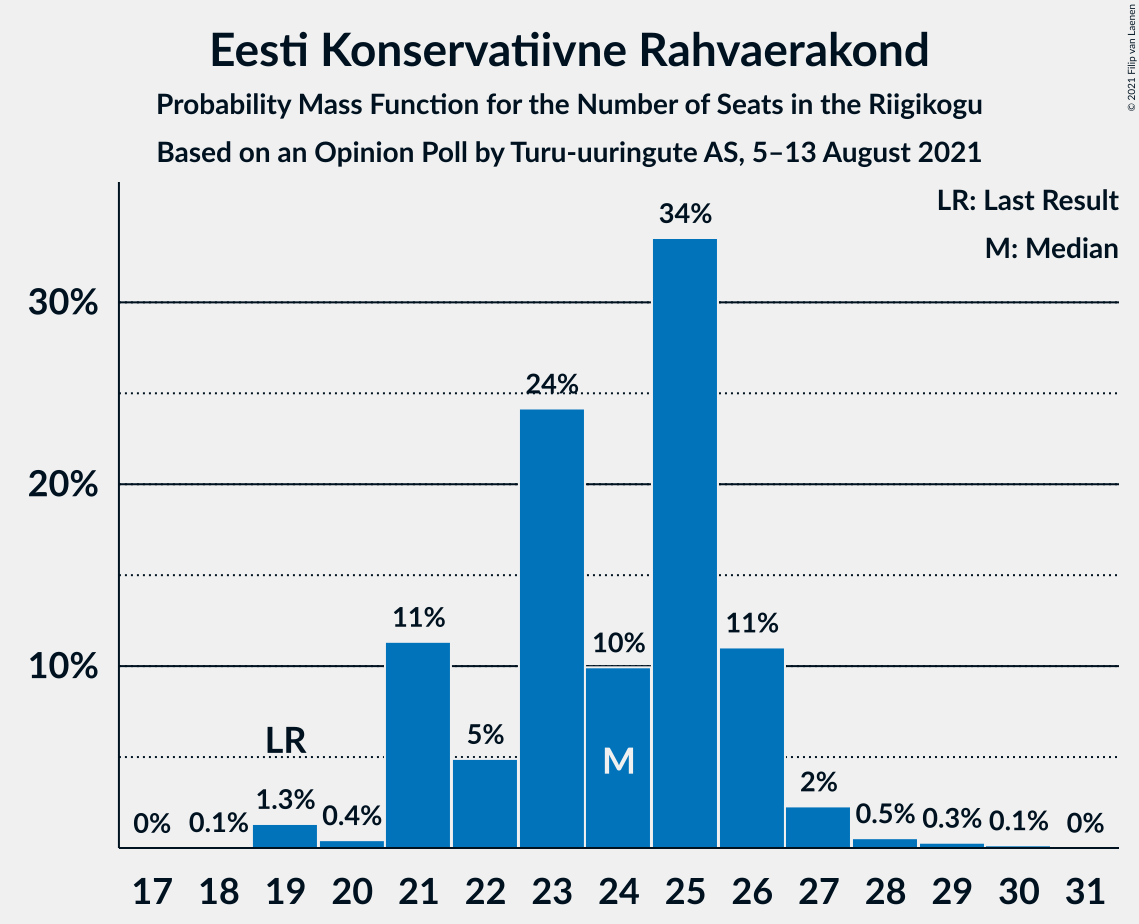 Eesti Konservatiivne Rahvaerakond
Probability Mass Function for the Number of Seats in the Riigikogu
Based on an Opinion Poll by Turu-uuringute AS, 5–13 August 2021
© 2021 Filip van Laenen
LR: Last Result
M: Median
34%
30%
24%
20%
11%
10%
11%
10%
5%
LR
M
2%
0%
0.1%
1.3%
0.4%
0.5%
0.3%
0.1%
0%
17 18 19 20 21 22 23 24 25 26 27 28 29 30 31